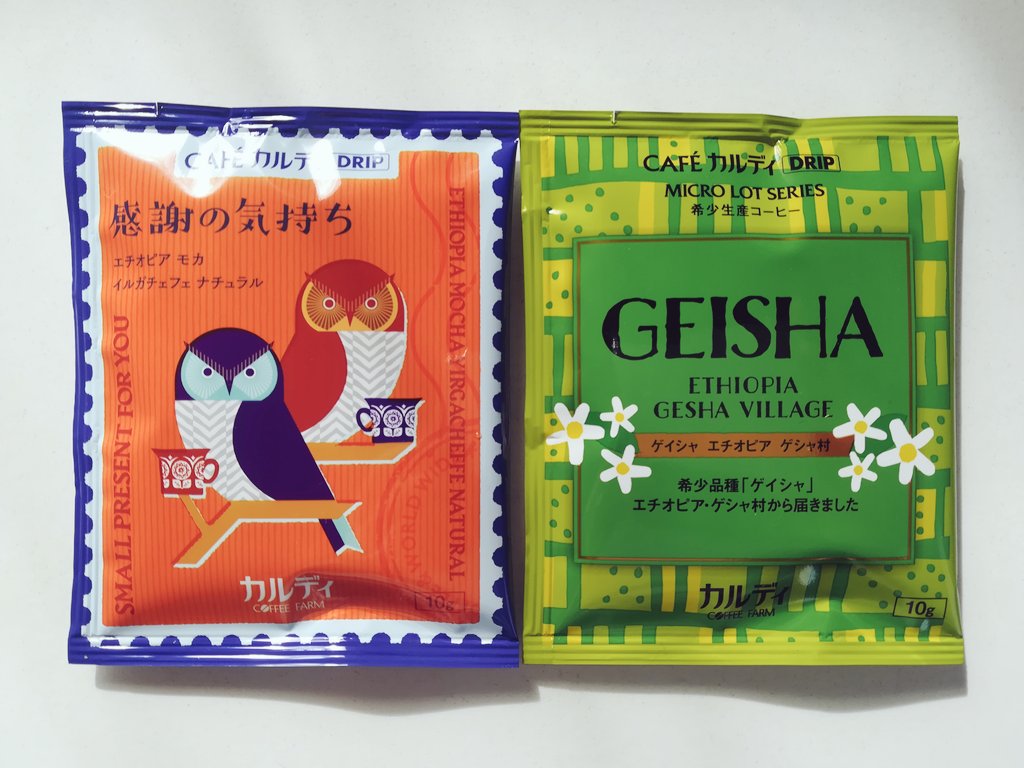 CAFÉ カルディ DRIP
感謝の気持ち
エチオピア モカ
イルガチェフェ ナチュラル
SMALL PRESENT FOR YOU
ETHIOPIA MOCHA YIRGACHEFFE NATURAL
カルディ
COFFEE FARM
10g
CAFÉ カルディ DRIP
MICRO LOT SERIES
希少生産コーヒー
GEISHA
ETHIOPIA
GESHA VILLAGE
ゲイシャ エチオピア ゲシャ村
希少品種「ゲイシャ」
エチオピア・ゲシャ村から届きました
カルディ
COFFEE FARM
10g